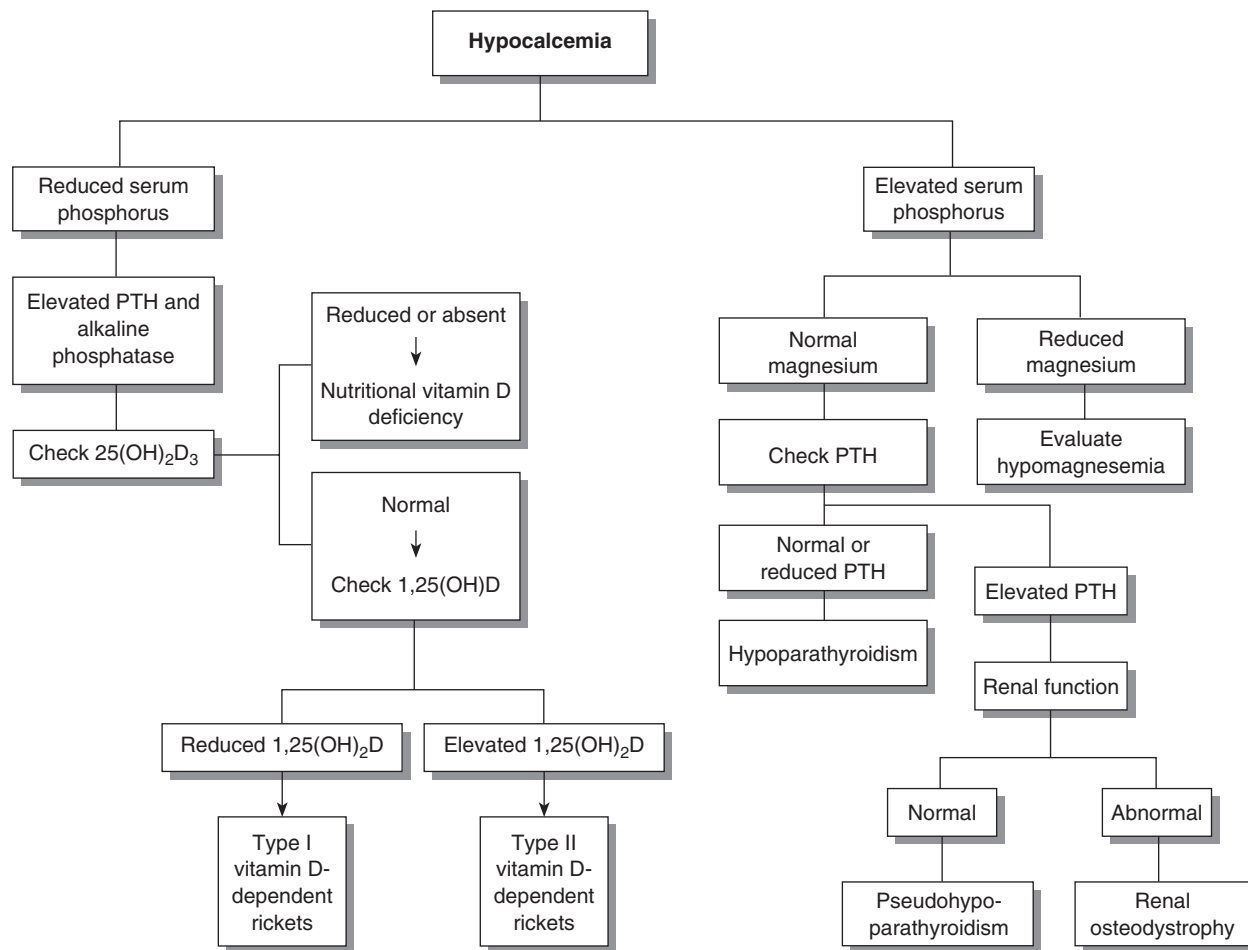 Hypocalcemia
Reduced serum
phosphorus
Elevated serum
phosphorus
Elevated PTH and
alkaline
phosphatase
Reduced or absent
Nutritional vitamin D
deficiency
Normal
magnesium
Reduced
magnesium
Check 25(OH)₂D₃
Check PTH
Evaluate
hypomagnesemia
Normal
Check 1,25(OH)D
Normal or
reduced PTH
Elevated PTH
Hypoparathyroidism
Renal function
Reduced 1,25(OH)₂D
Elevated 1,25(OH)₂D
Normal
Abnormal
Type I
vitamin D-
dependent
rickets
Type II
vitamin D-
dependent
rickets
Pseudohypo-
parathyroidism
Renal
osteodystrophy